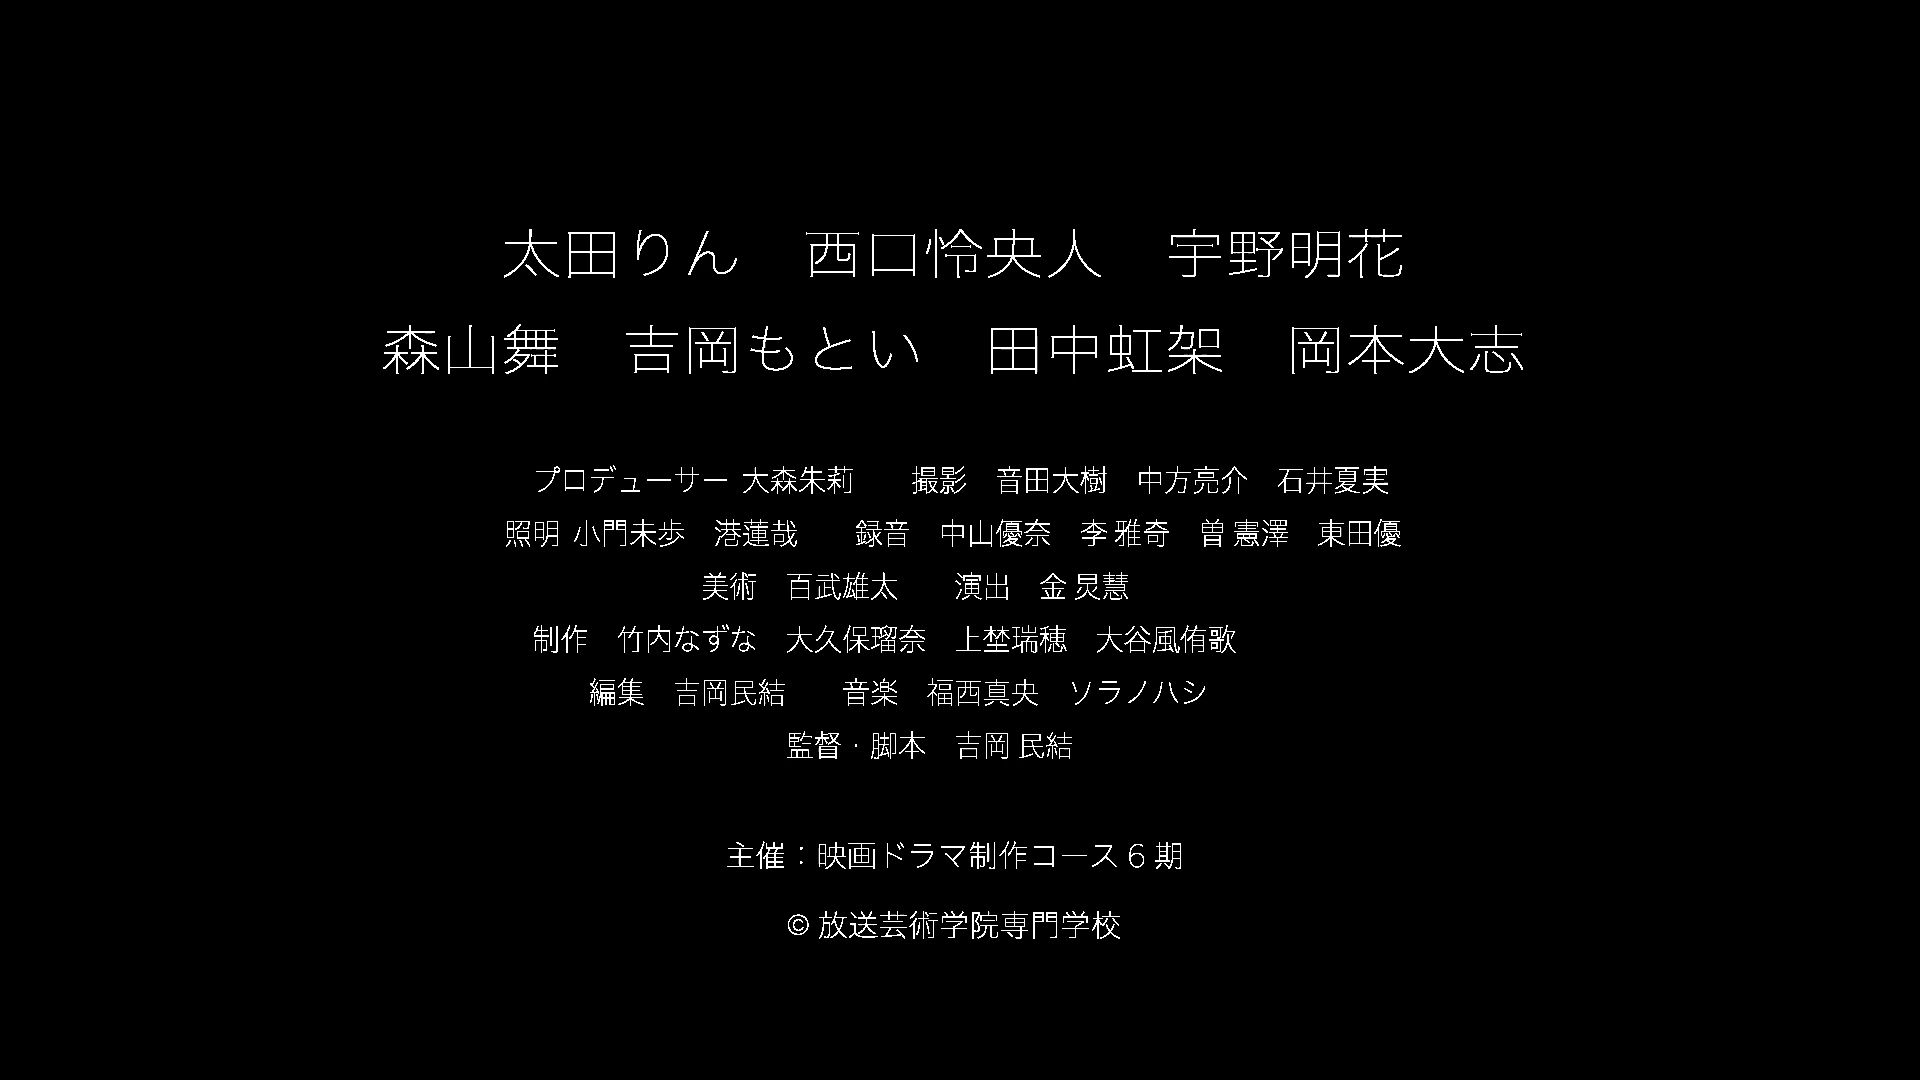 太田りん　西口怜央人　宇野明花
森山舞　吉岡もとい　田中虹架　岡本大志
プロデューサー 大森朱莉　　撮影　音田大樹　中方亮介　石井夏実
照明 小門未歩　港蓮哉　　録音　中山優奈　李 雅奇　曽 憲澤　東田優
美術　百武雄太　　演出　金 炅慧
制作　竹内なずな　大久保瑠奈　上埜瑞穂　大谷風侑歌
編集　吉岡民結　　音楽　福西真央　ソラノハシ
監督・脚本　吉岡 民結
主催：映画ドラマ制作コース 6 期
© 放送芸術学院専門学校